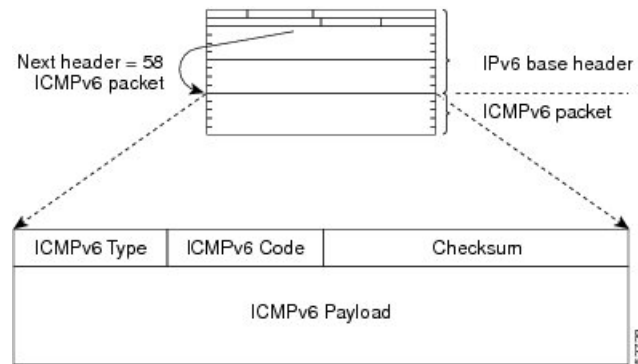 Next header = 58
ICMPv6 packet
IPv6 base header
ICMPv6 packet
ICMPv6 Type
ICMPv6 Code
Checksum
ICMPv6 Payload